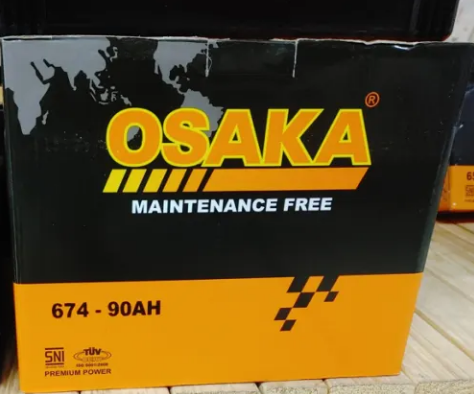 OSAKA®
MAINTENANCE FREE
674 - 90AH
SNI
TÜV
PREMIUM POWER